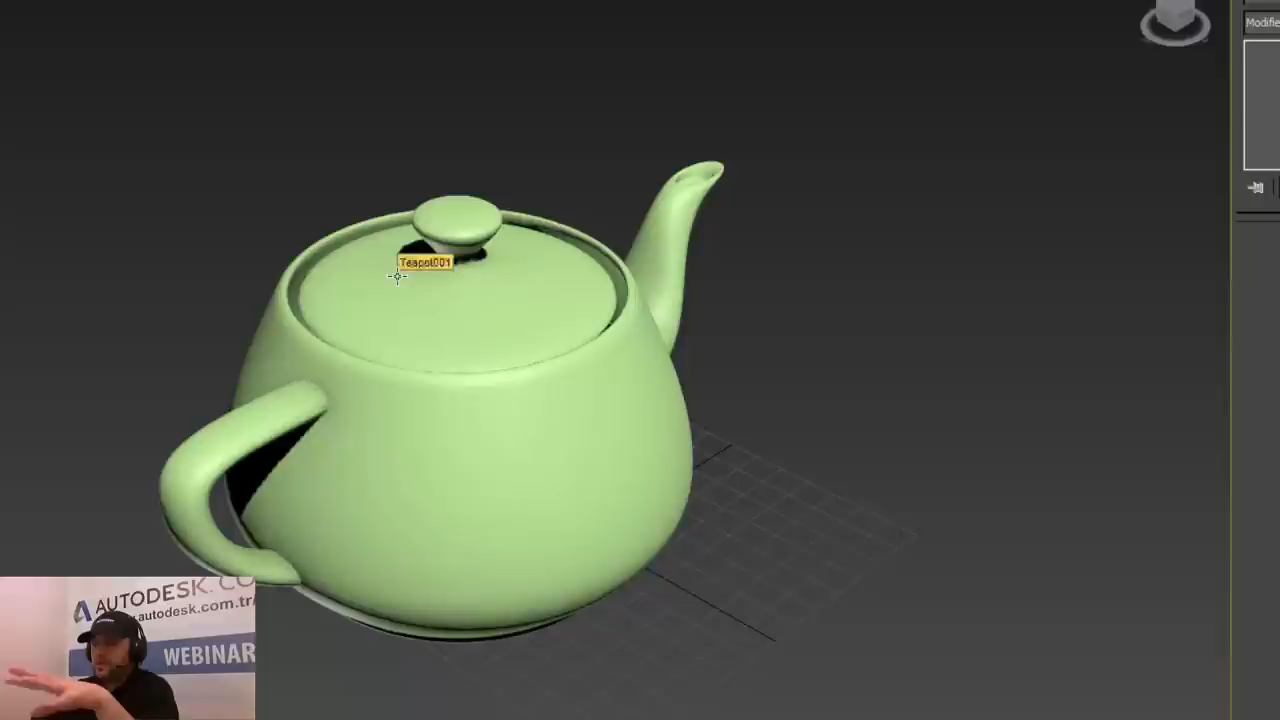 Modifie
Teapot001
AUTODESK. CO
autodesk.com.tr/
WEBINAR